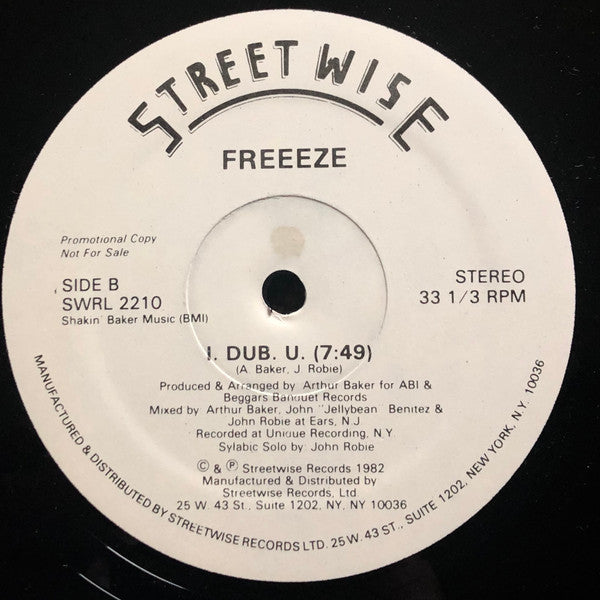 STREETWISE
FREEEZE
Promotional Copy
Not For Sale
SIDE B
SWRL 2210
Shakin' Baker Music (BMI)
STEREO
33 1/3 RPM
I. DUB. U. (7:49)
(A. Baker, J. Robie)
Produced & Arranged by Arthur Baker for ABI &
Beggars Banquet Records
Mixed by Arthur Baker, John "Jellybean" Benitez &
John Robie at Ears, N.J
Recorded at Unique Recording, N.Y.
Sylabic Solo by: John Robie
© & ℗ Streetwise Records 1982
Manufactured & Distributed by
Streetwise Records, Ltd
25 W. 43 St., Suite 1202, NY, NY 10036
MANUFACTURED & DISTRIBUTED BY STREETWISE RECORDS LTD. 25 W. 43 ST., SUITE 1202, NEW YORK, N.Y. 10036